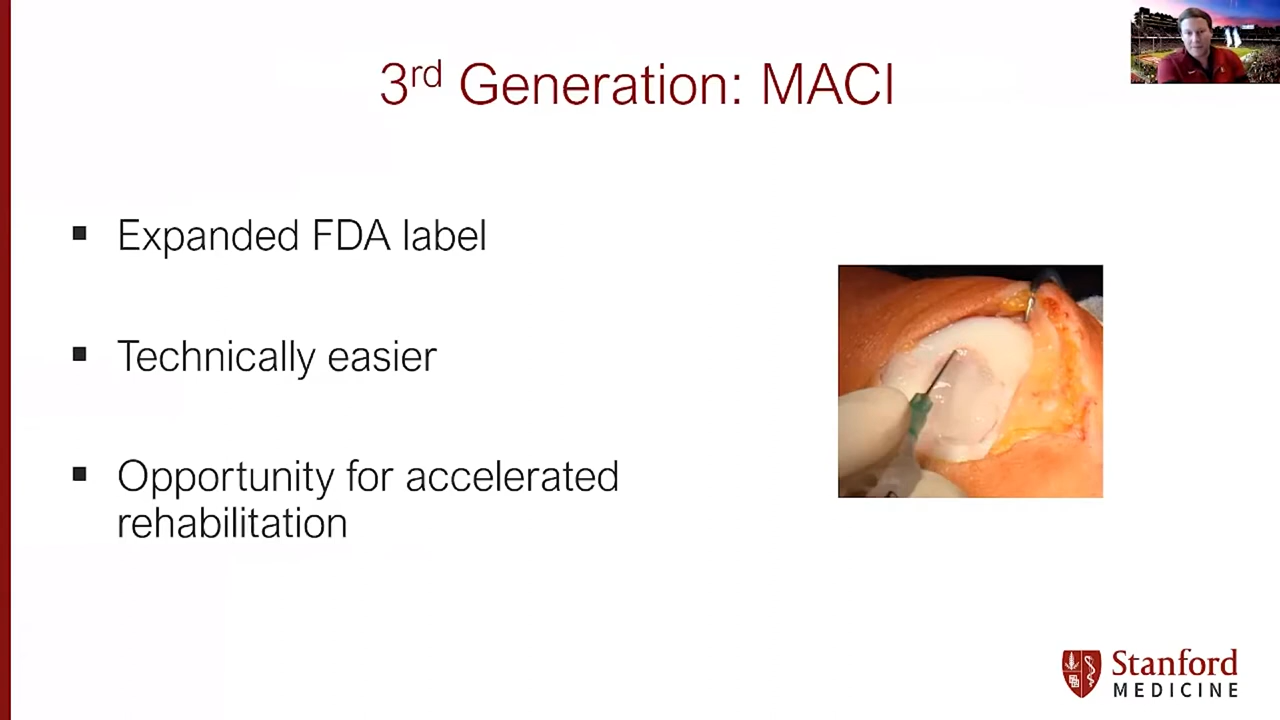 3rd Generation: MACI
Expanded FDA label
Technically easier
Opportunity for accelerated
rehabilitation
Stanford
MEDICINE